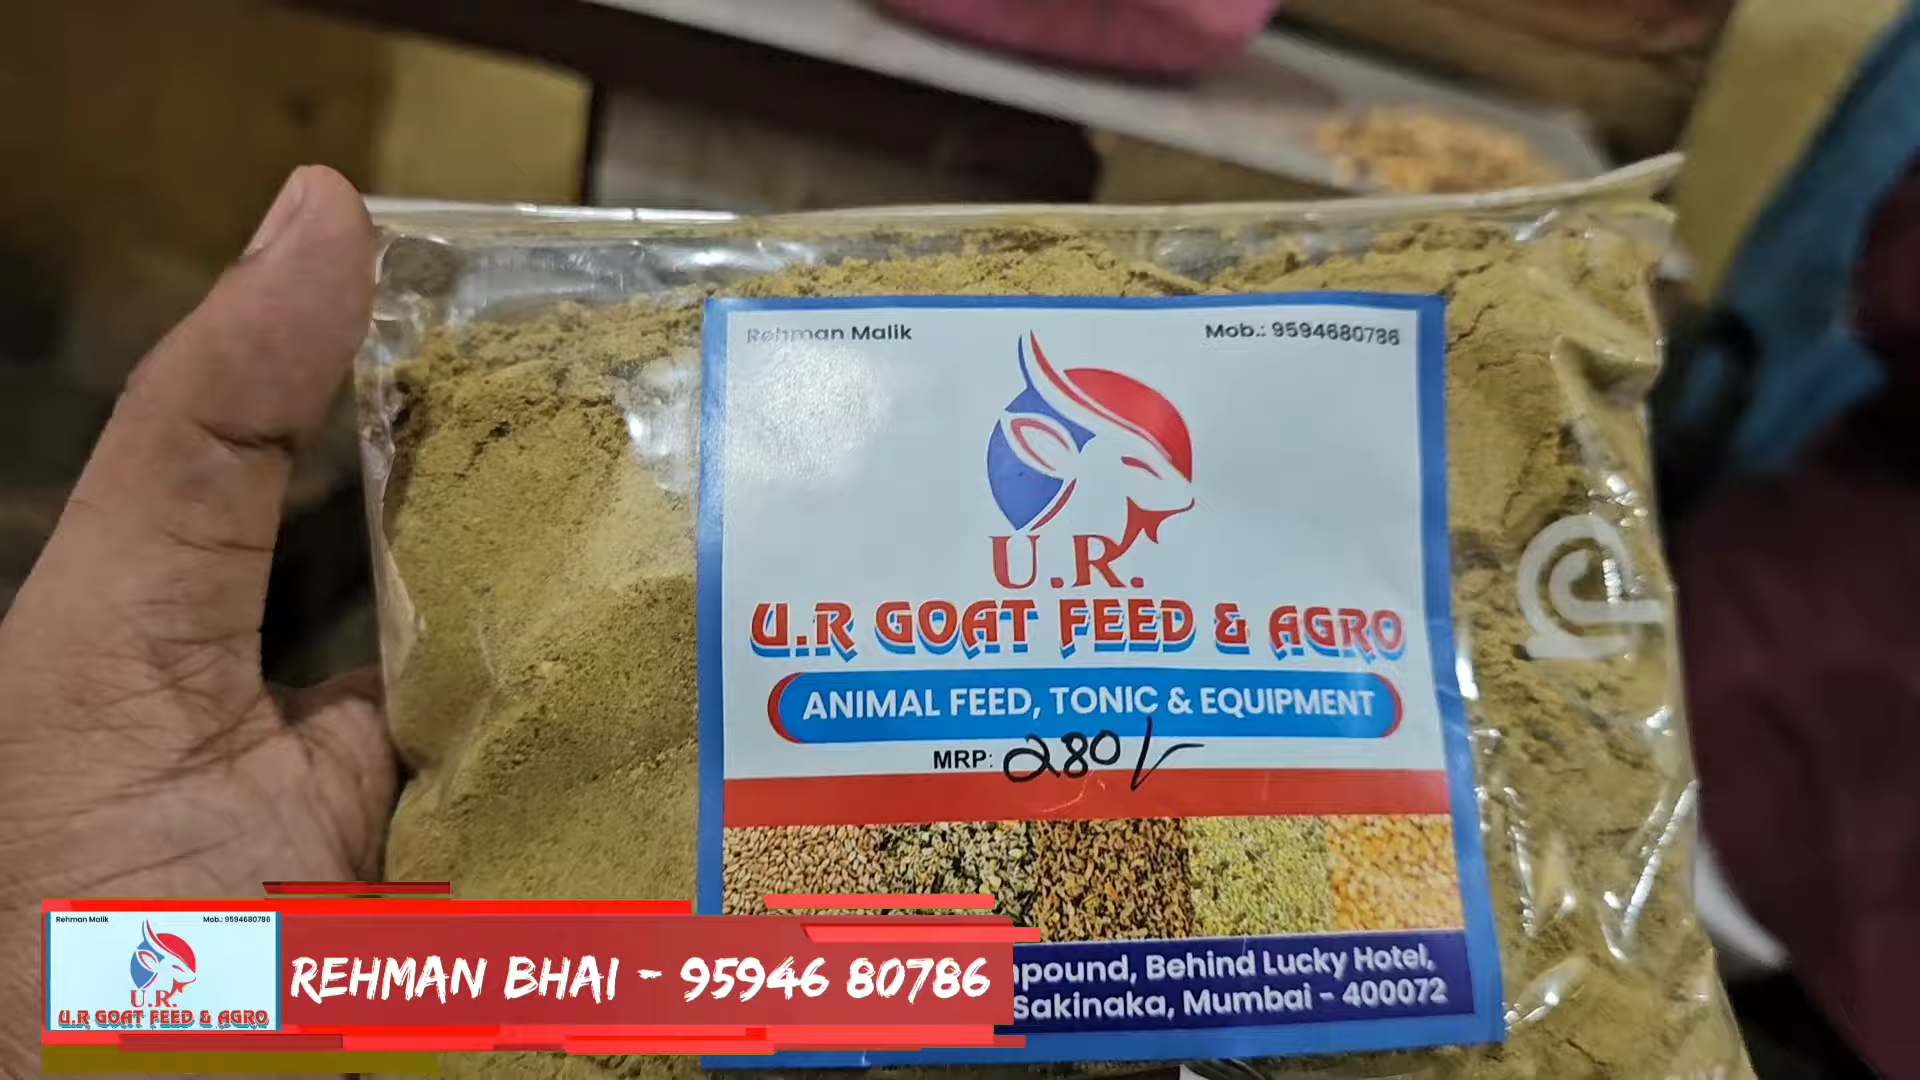 Rehman Malik
Mob.: 9594680786
U.R.
U.R GOAT FEED & AGRO
ANIMAL FEED, TONIC & EQUIPMENT
MRP: 280/-
Behind Lucky Hotel,
Sakinaka, Mumbai - 400072
Rehman Malik
Mob.: 9594680786
U.R.
U.R GOAT FEED & AGRO
REHMAN BHAI - 95946 80786